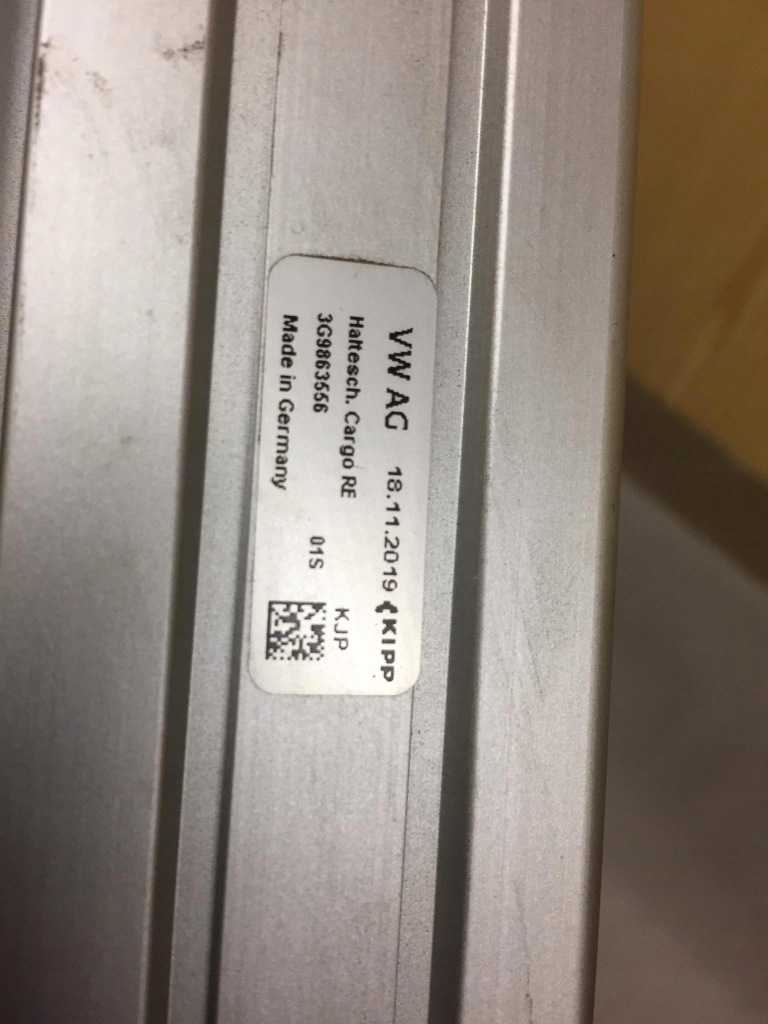 VW AG 18.11.2019 KIPP
Haltesch. Cargo RE KJP
3G9863556 01S
Made in Germany